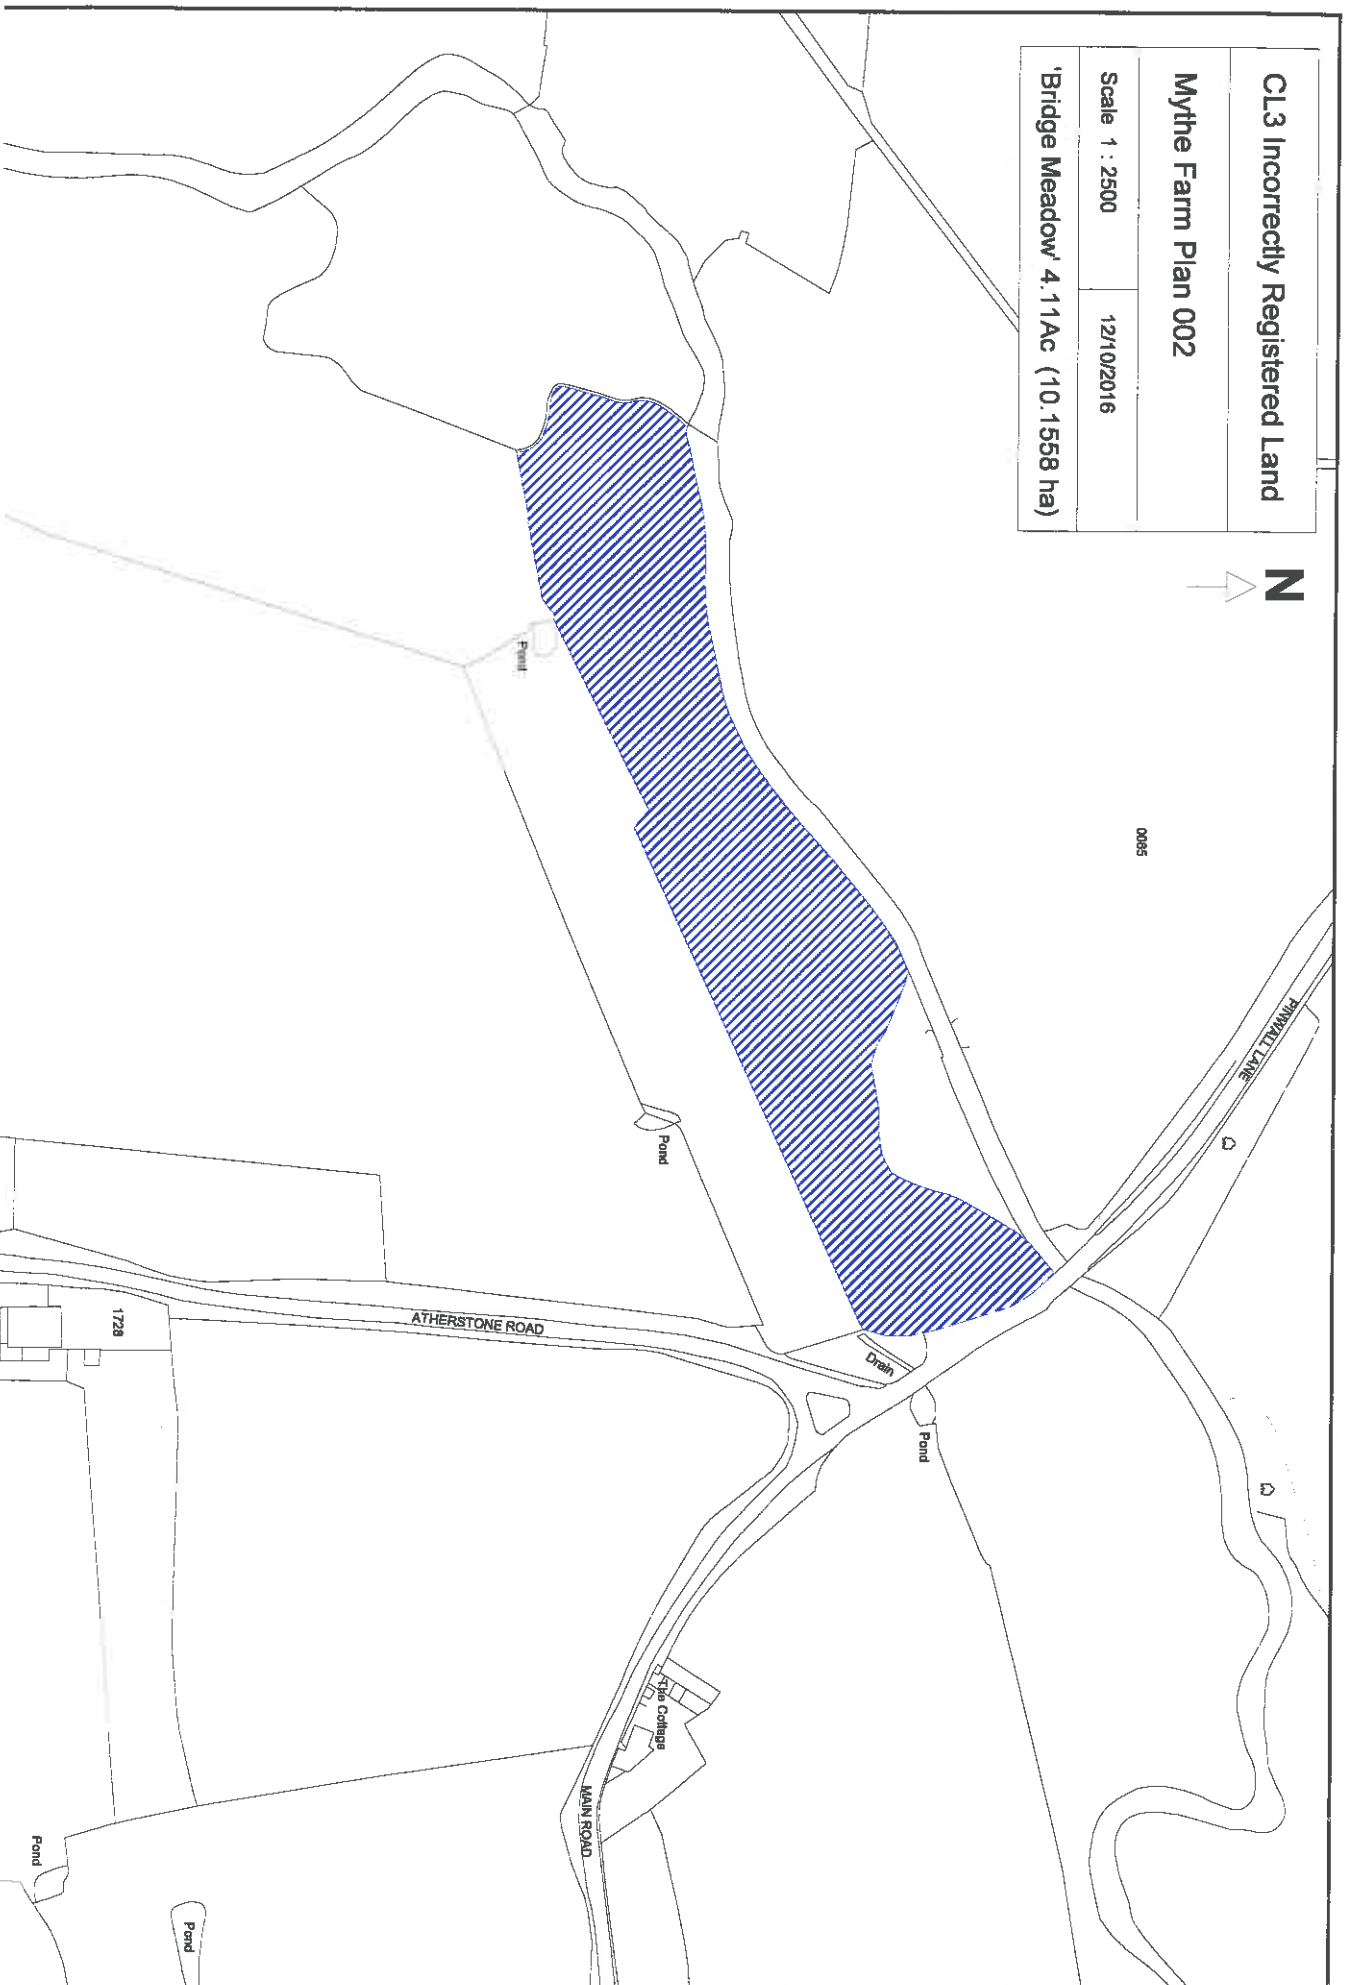 CL3 Incorrectly Registered Land
Mythe Farm Plan 002
Scale 1 : 2500
12/10/2016
'Bridge Meadow' 4.11Ac (10.1558 ha)
N
0085
PINWALL LANE
Pond
Pond
Drain
Pond
ATHERSTONE ROAD
1728
The Cottage
MAIN ROAD
Pond
Pond